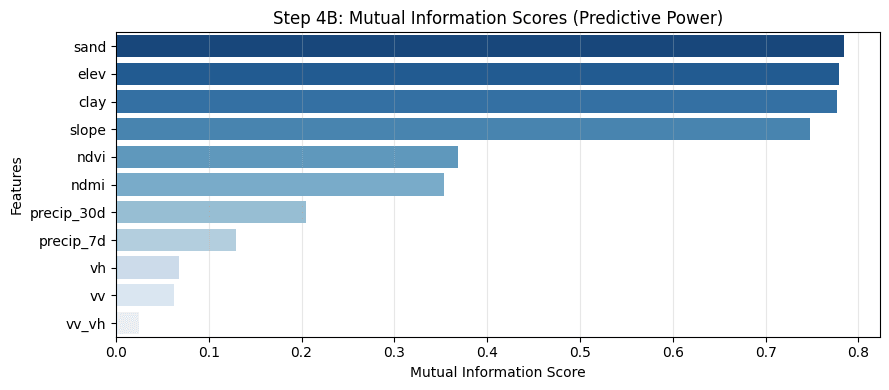 Step 4B: Mutual Information Scores (Predictive Power)
Features
sand
elev
clay
slope
ndvi
ndmi
precip_30d
precip_7d
vh
vv
vv_vh
0.0 0.1 0.2 0.3 0.4 0.5 0.6 0.7 0.8
Mutual Information Score